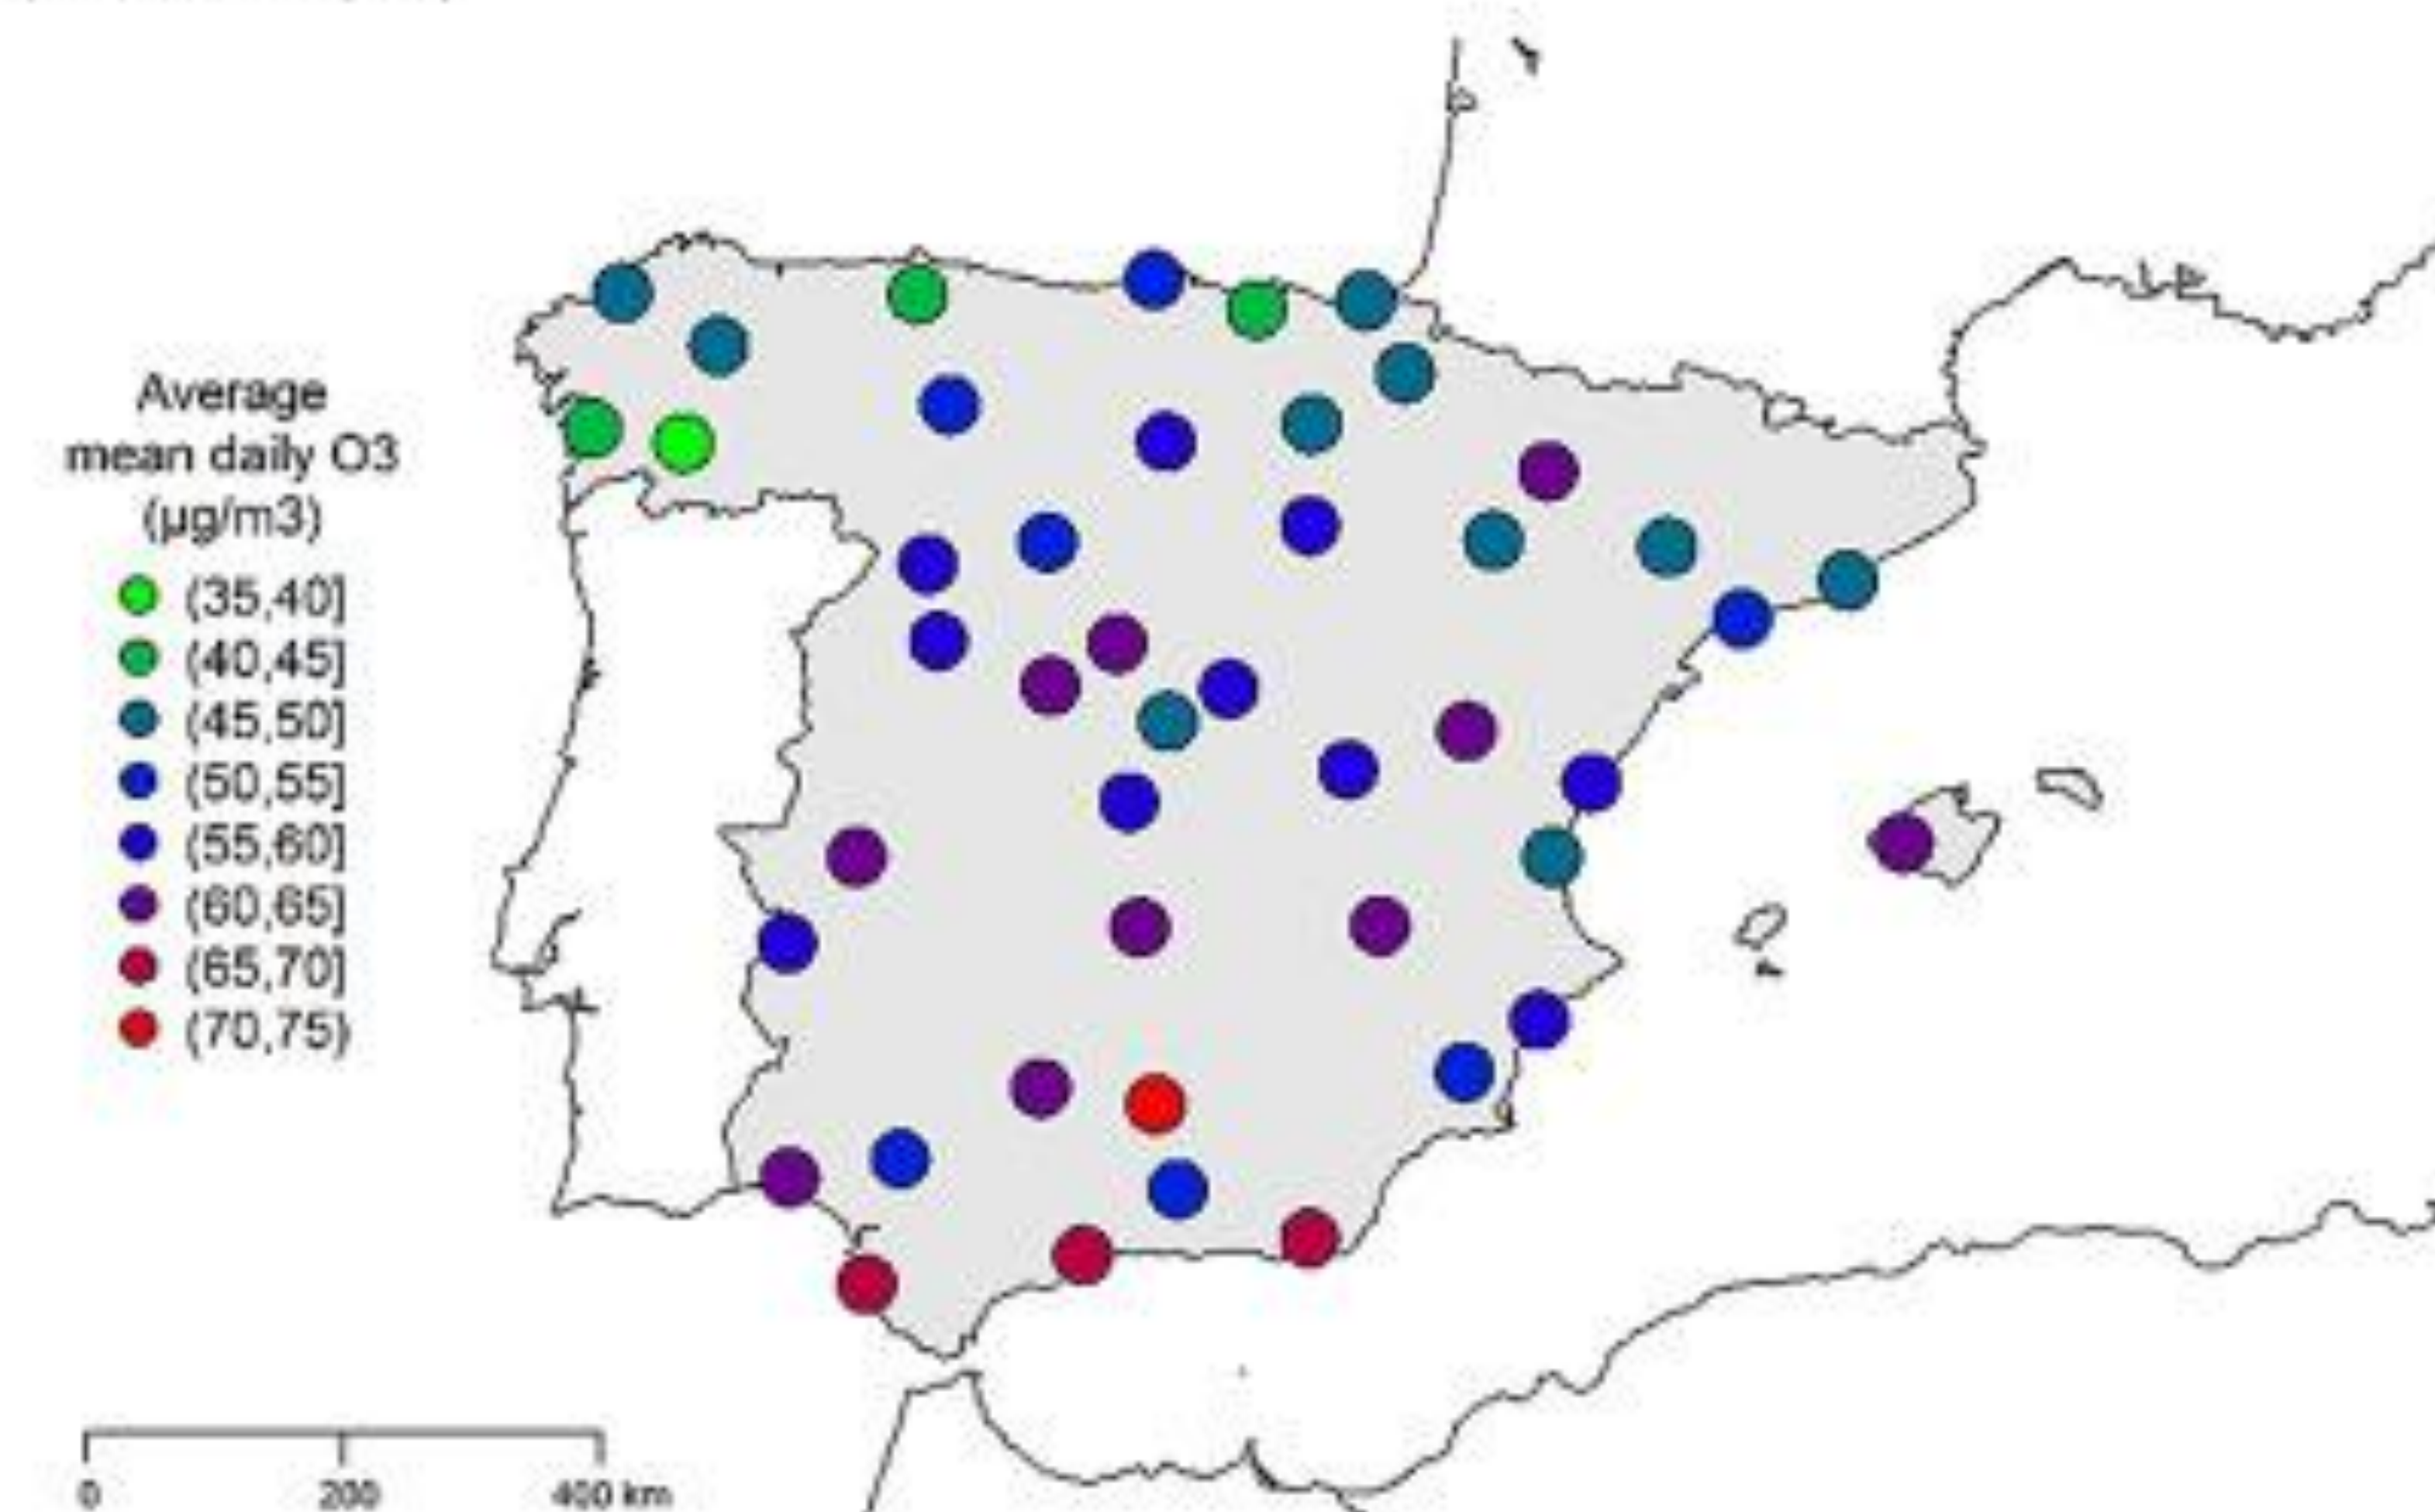 Average
mean daily O3
(µg/m3)
(35,40]
(40,45]
(45,50]
(50,55]
(55,60]
(60,65]
(65,70]
(70,75)
0 200 400 km